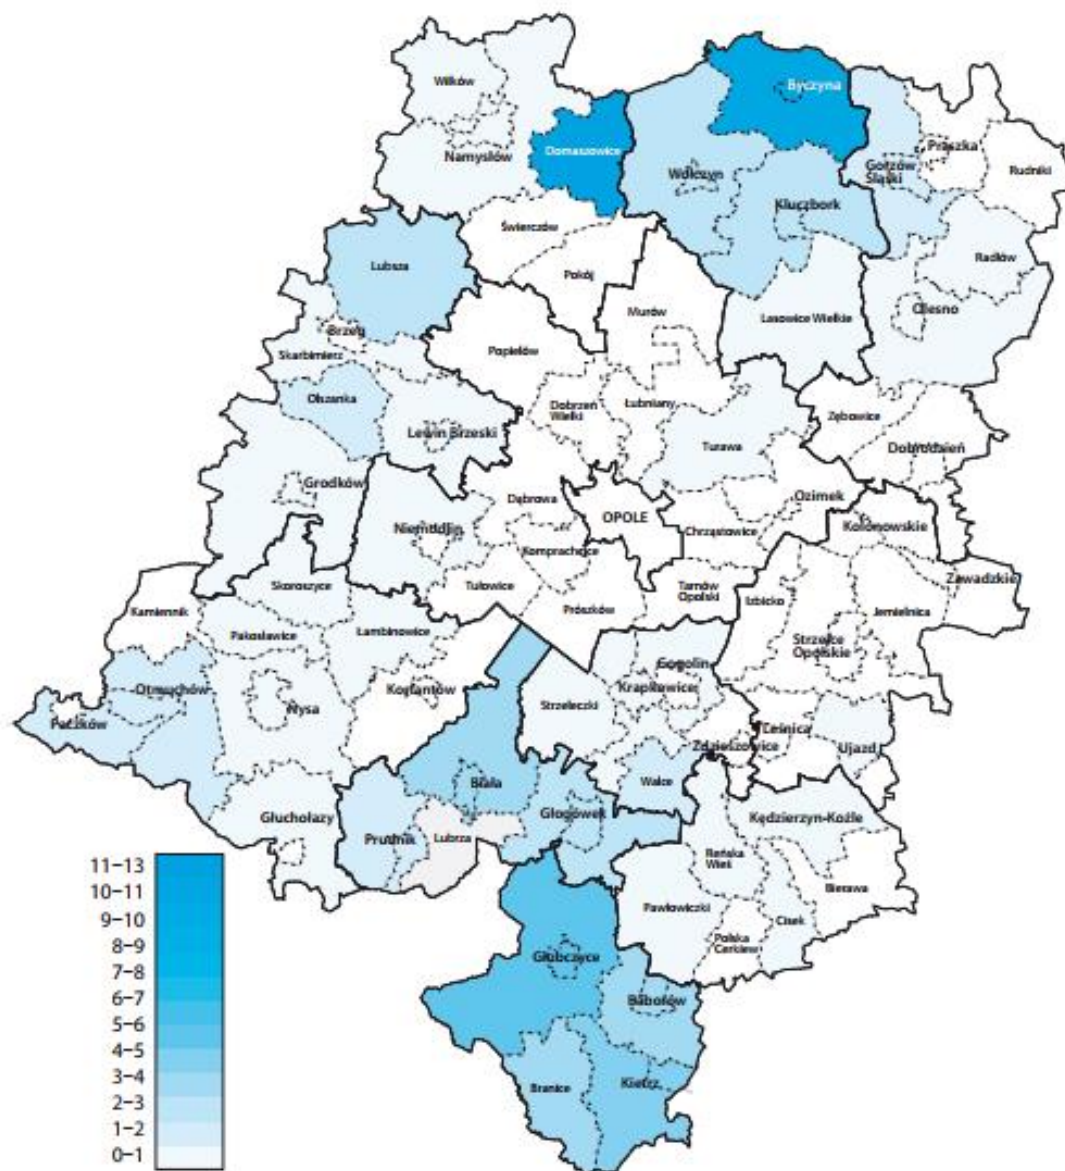 Byczyna
Wilków
Praszka
Domaszowice
Namysłów
Gorzów
Śląski
Rudniki
Wołczyn
Kluczbork
Świerczów
Radłów
Lubsza
Pokój
Olesno
Murów
Lasowice Wielkie
Brzeg
Skarbimierz
Popielów
Olszanka
Dobrzeń
Wielki
Łubniany
Zębowice
Lewin Brzeski
Turawa
Dobrodzień
Grodków
Dąbrowa
OPOLE
Ozimek
Niemodlin
Chrząstowice
Kolonowskie
Komprachcice
Skoroszyce
Tułowice
Tarnów
Opolski
Zawadzkie
Kamiennik
Prószków
Izbicko
Jemielnica
Pakosławice
Łambinowice
Strzelce
Opolskie
Gogolin
Otmuchów
Korfantów
Krapkowice
Paczków
Nysa
Strzeleczki
Leśnica
Zdzieszowice
Ujazd
Biała
Walce
Głuchołazy
Głogówek
Kędzierzyn-Koźle
Prudnik
Lubrza
Reńska
Wieś
Bierawa
Pawłowiczki
Cisek
Polska
Cerkiew
Głubczyce
Baborów
Branice
Kietrz
11–13
10–11
9–10
8–9
7–8
6–7
5–6
4–5
3–4
2–3
1–2
0–1